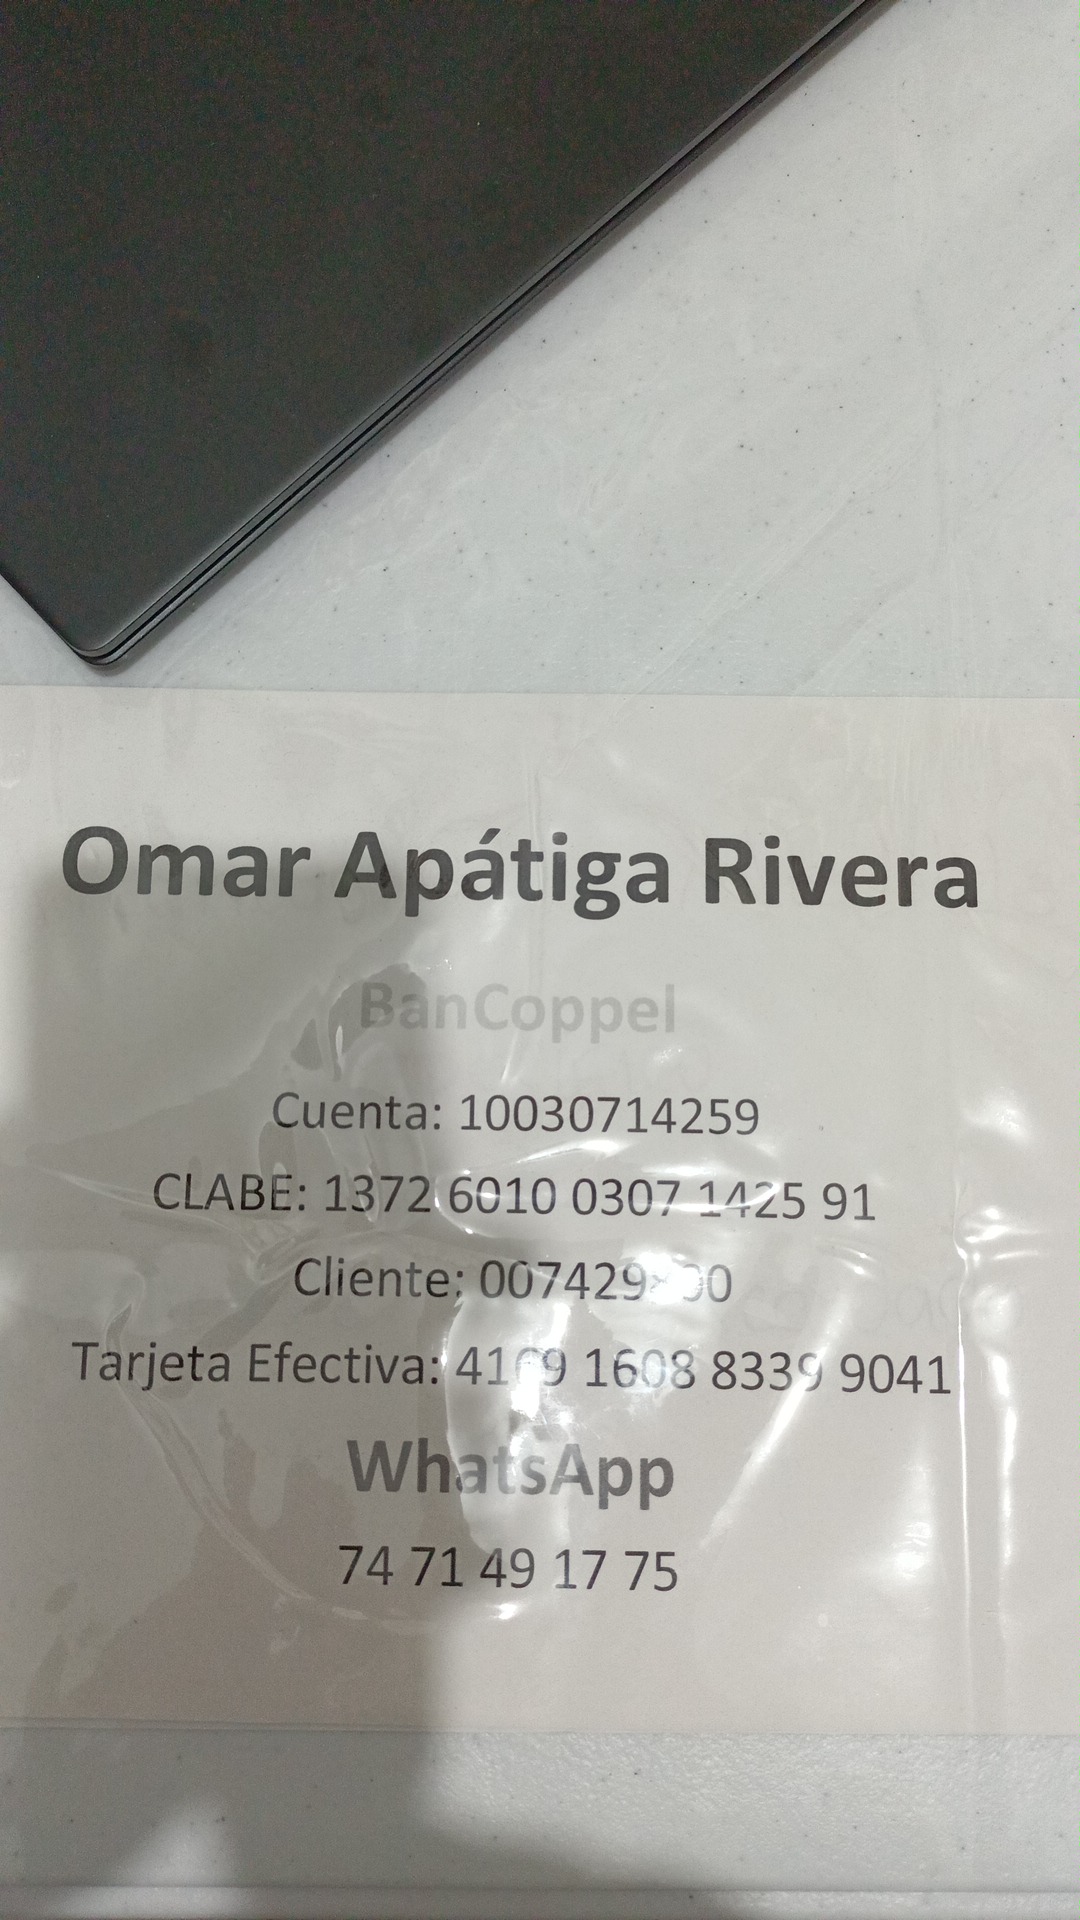 Omar Apátiga Rivera
BanCoppel
Cuenta: 10030714259
CLABE: 1372 6010 0307 1425 91
Cliente:
Tarjeta Efectiva: 1608 8339 9041
WhatsApp
74 71 49 17 75